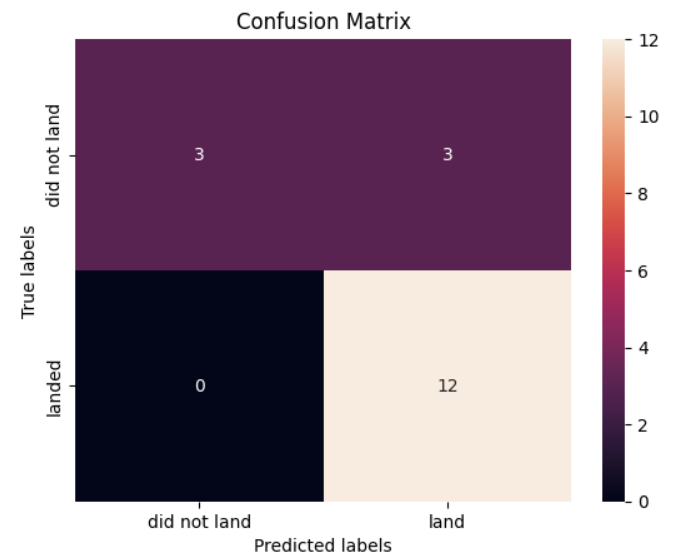 Confusion Matrix
did not land
landed
True labels
3
3
0
12
did not land
land
Predicted labels
12
10
8
6
4
2
0